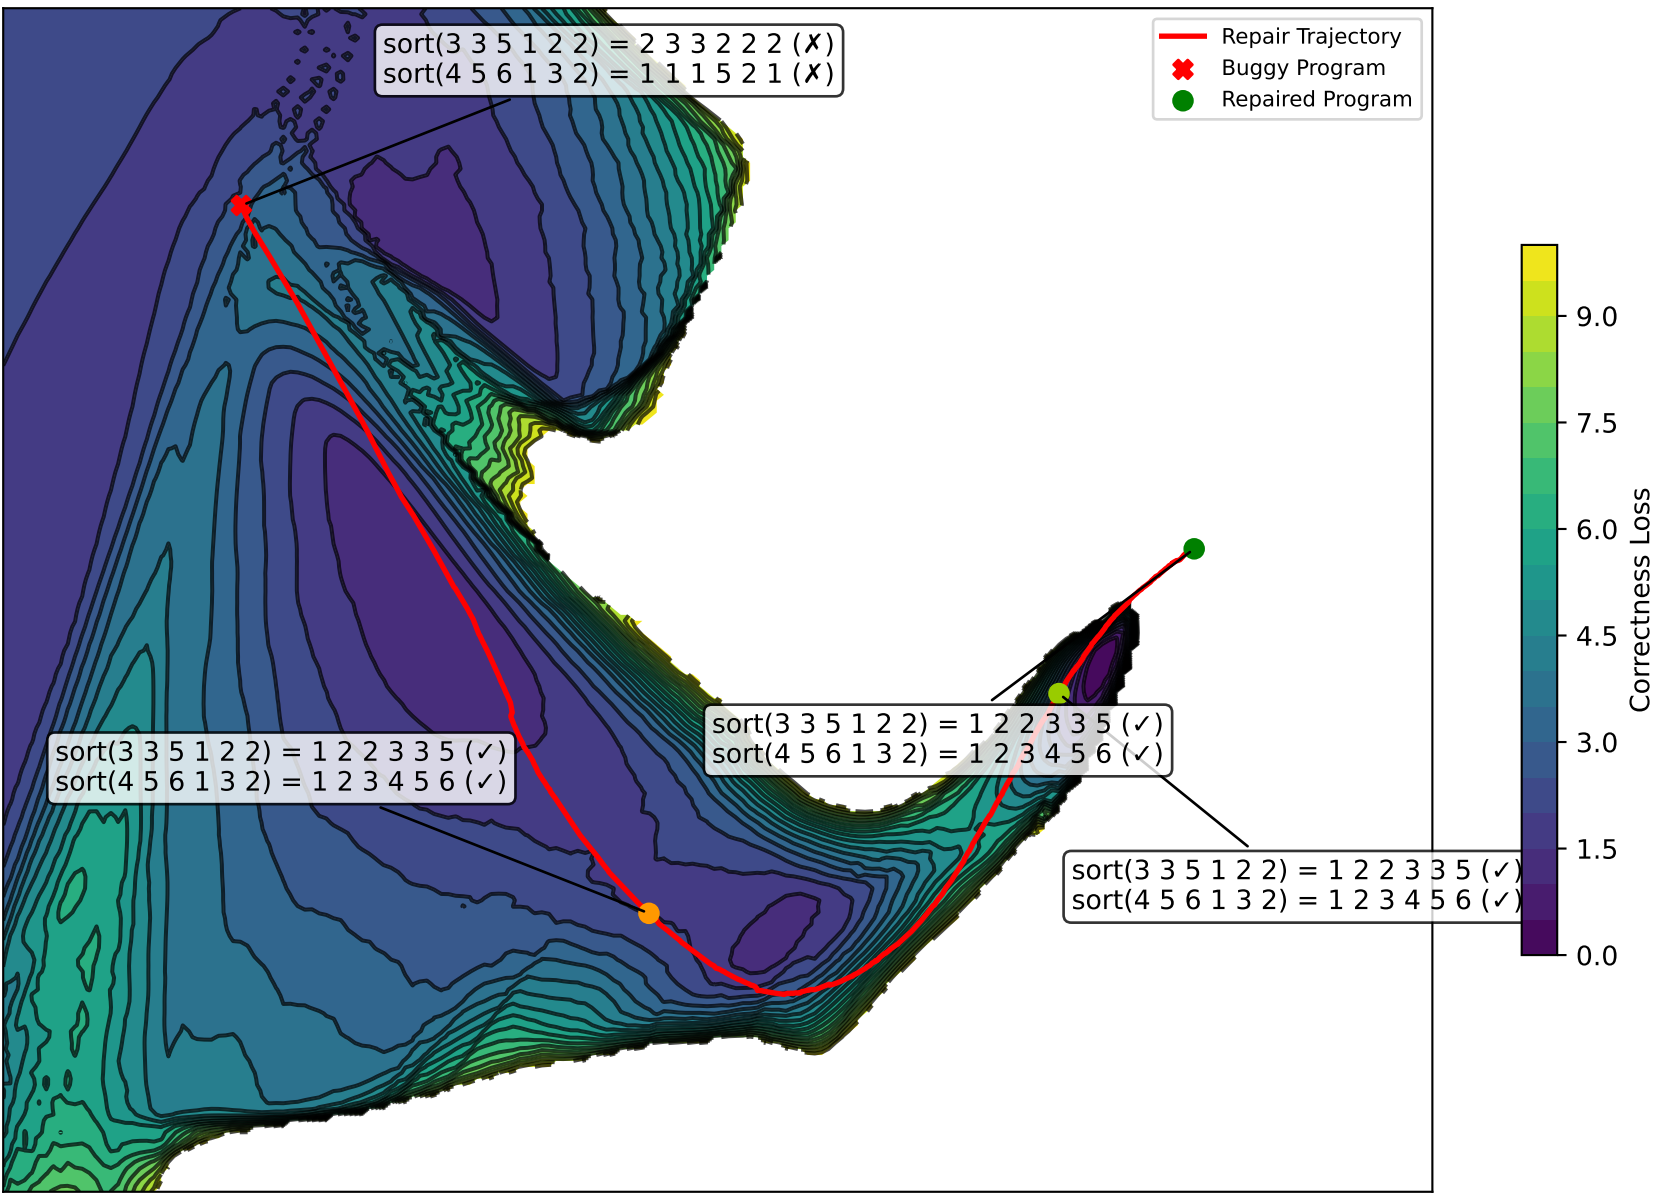 sort(3 3 5 1 2 2) = 2 3 3 2 2 2 (✗)
sort(4 5 6 1 3 2) = 1 1 1 5 2 1 (✗)
Repair Trajectory
Buggy Program
Repaired Program
sort(3 3 5 1 2 2) = 1 2 2 3 3 5 (✓)
sort(4 5 6 1 3 2) = 1 2 3 4 5 6 (✓)
sort(3 3 5 1 2 2) = 1 2 2 3 3 5 (✓)
sort(4 5 6 1 3 2) = 1 2 3 4 5 6 (✓)
sort(3 3 5 1 2 2) = 1 2 2 3 3 5 (✓)
sort(4 5 6 1 3 2) = 1 2 3 4 5 6 (✓)
9.0
7.5
6.0
4.5
3.0
1.5
0.0
Correctness Loss